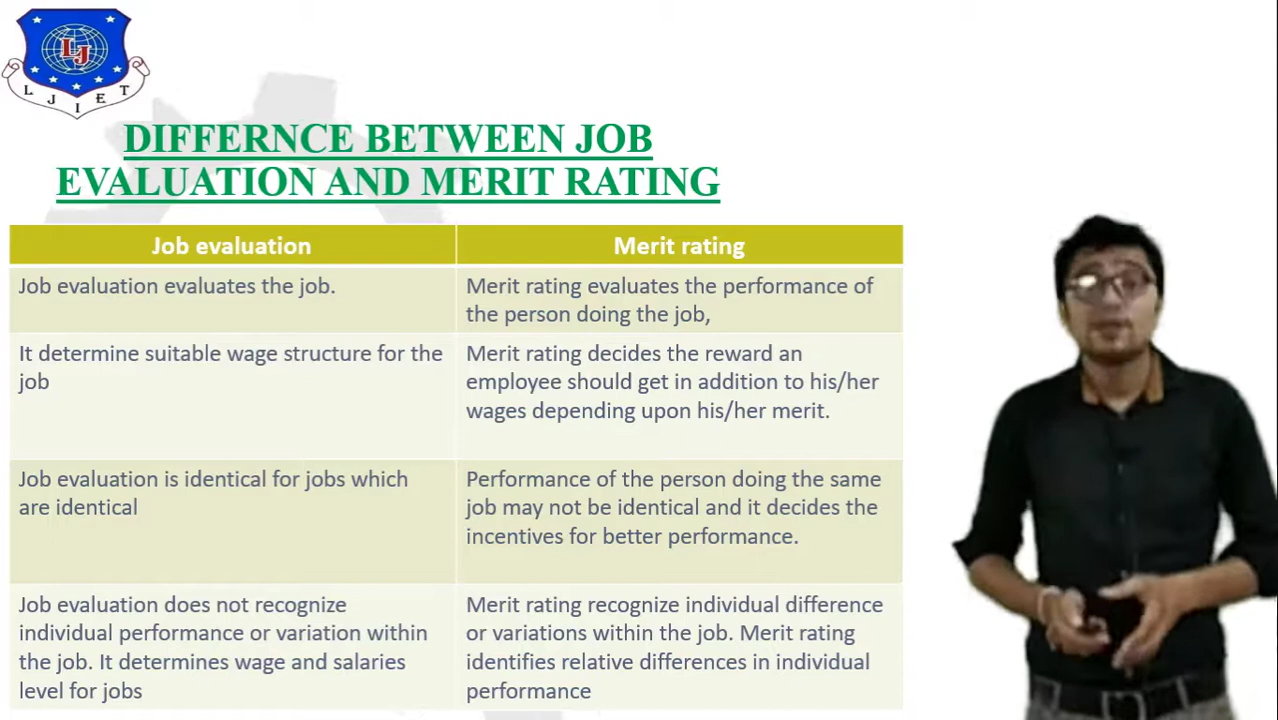 LJ
LJIET
DIFFERNCE BETWEEN JOB
EVALUATION AND MERIT RATING
Job evaluation
Merit rating
Job evaluation evaluates the job.
Merit rating evaluates the performance of
the person doing the job,
It determine suitable wage structure for the
job
Merit rating decides the reward an
employee should get in addition to his/her
wages depending upon his/her merit.
Job evaluation is identical for jobs which
are identical
Performance of the person doing the same
job may not be identical and it decides the
incentives for better performance.
Job evaluation does not recognize
individual performance or variation within
the job. It determines wage and salaries
level for jobs
Merit rating recognize individual difference
or variations within the job. Merit rating
identifies relative differences in individual
performance